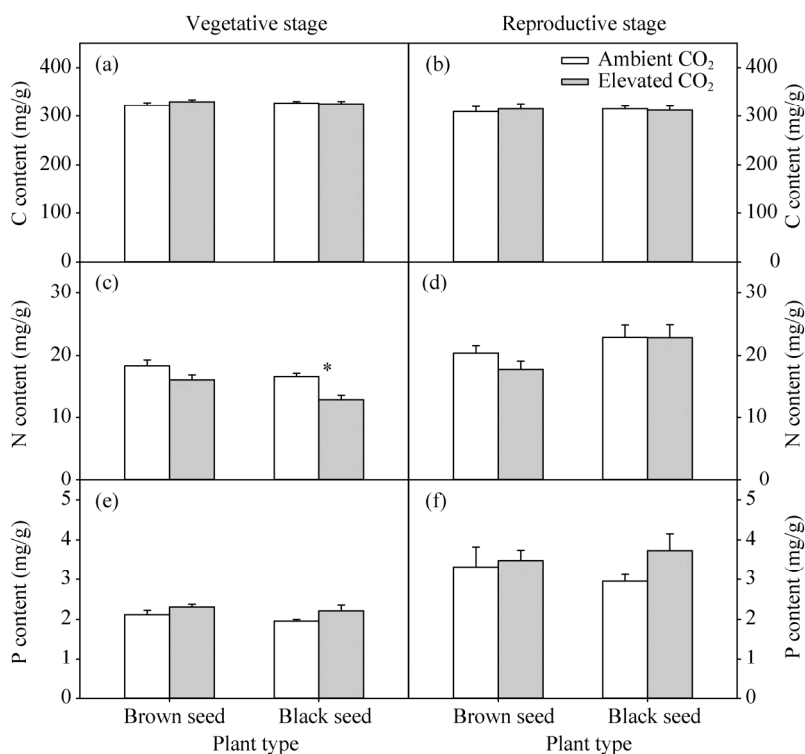 Vegetative stage
Reproductive stage
(a)
(b)
Ambient CO₂
Elevated CO₂
400
300
200
100
0
C content (mg/g)
400
300
200
100
0
C content (mg/g)
(c)
(d)
*
30
20
10
0
N content (mg/g)
30
20
10
0
N content (mg/g)
(e)
(f)
5
4
3
2
1
0
P content (mg/g)
5
4
3
2
1
0
P content (mg/g)
Brown seed
Black seed
Brown seed
Black seed
Plant type
Plant type